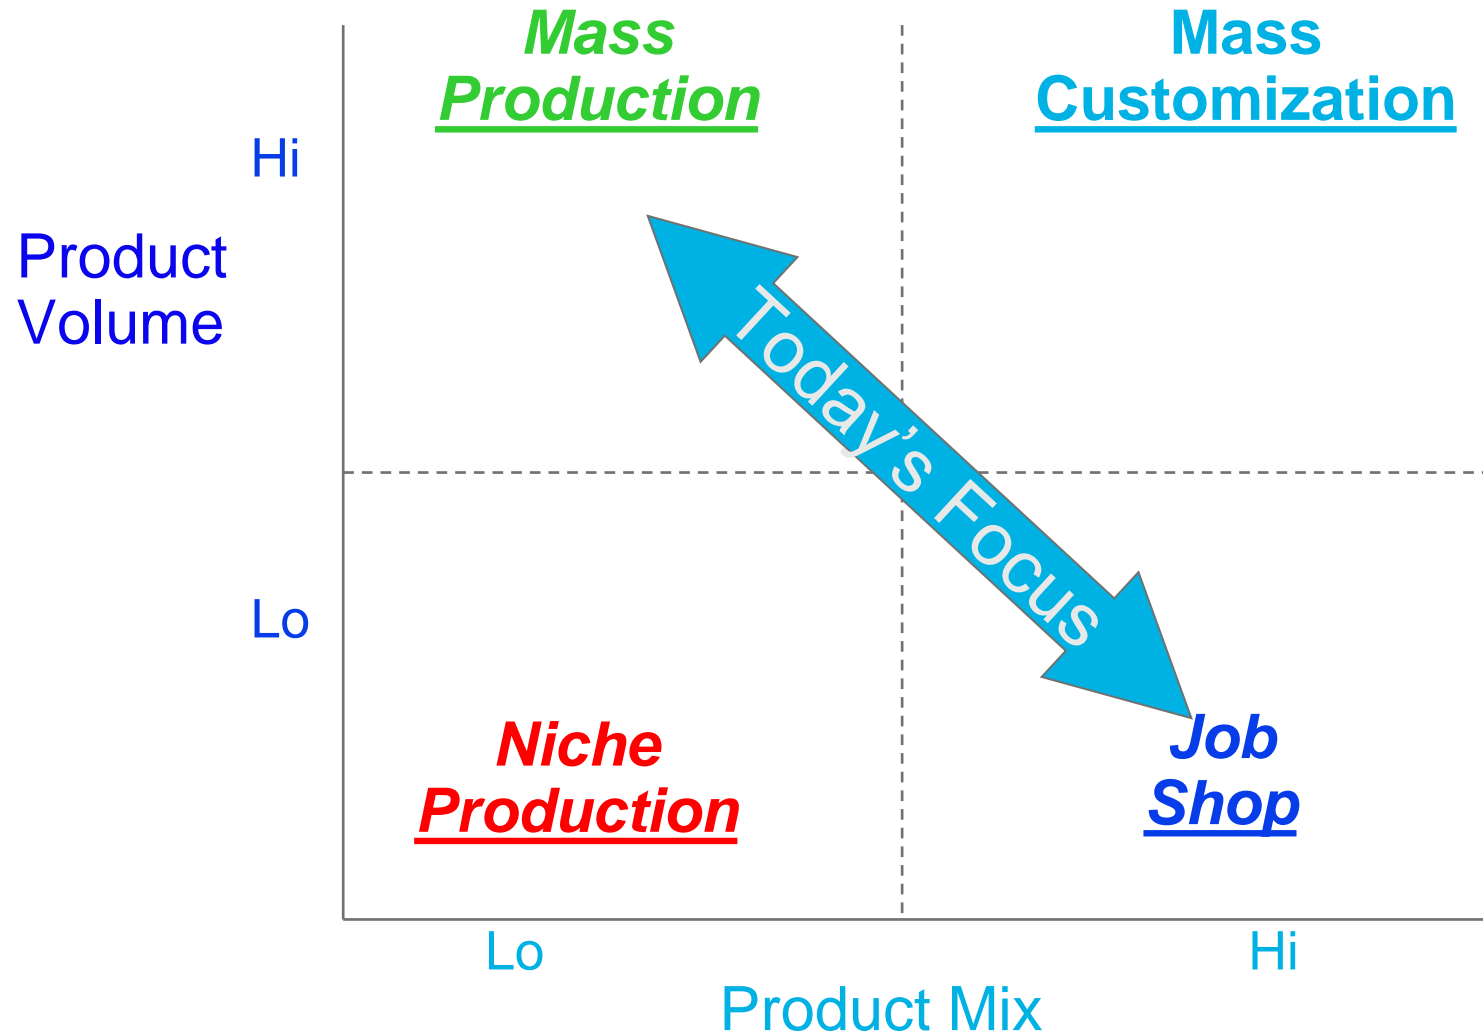 Mass
Production
Mass
Customization
Hi
Product
Volume
Today’s Focus
Lo
Niche
Production
Job
Shop
Lo
Hi
Product Mix